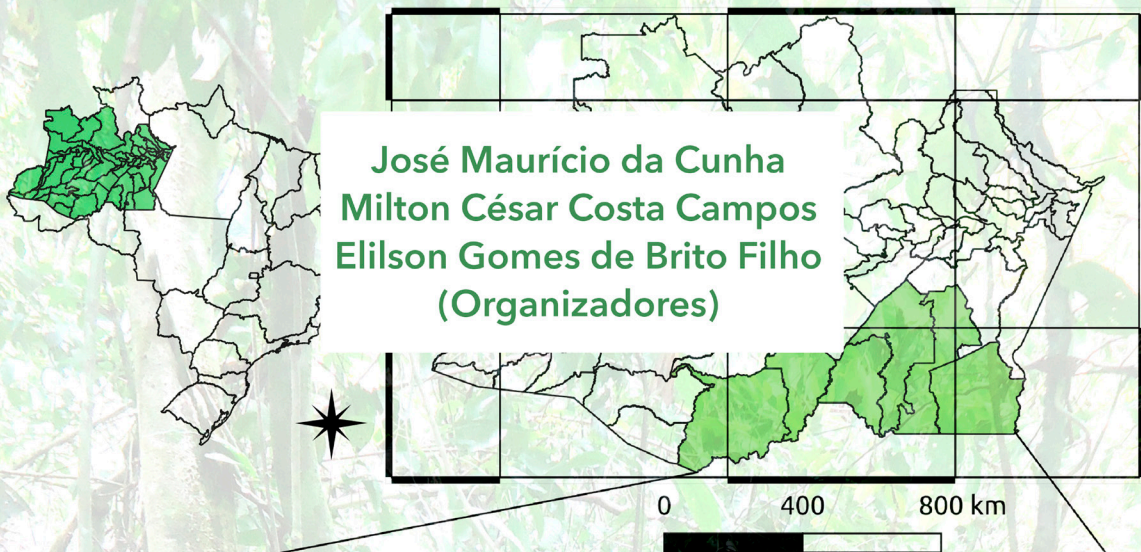 José Maurício da Cunha
Milton César Costa Campos
Elilson Gomes de Brito Filho
(Organizadores)
0 400 800 km